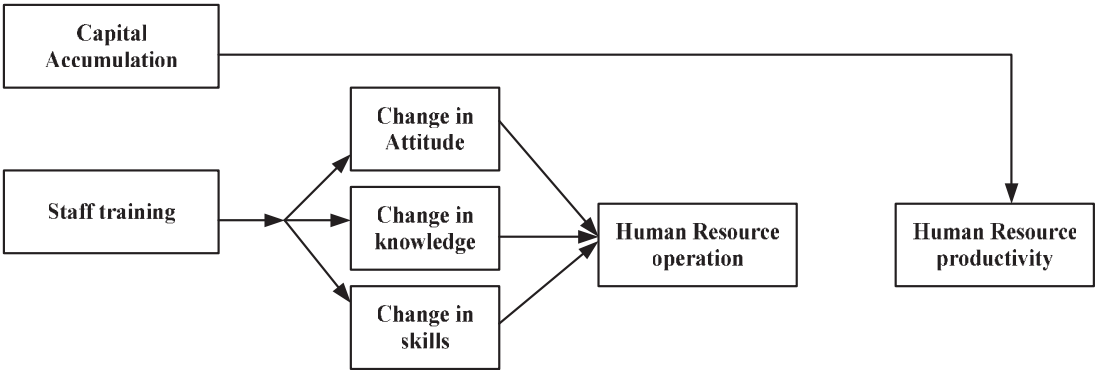 Capital
Accumulation
Change in
Attitude
Staff training
Change in
knowledge
Human Resource
operation
Human Resource
productivity
Change in
skills